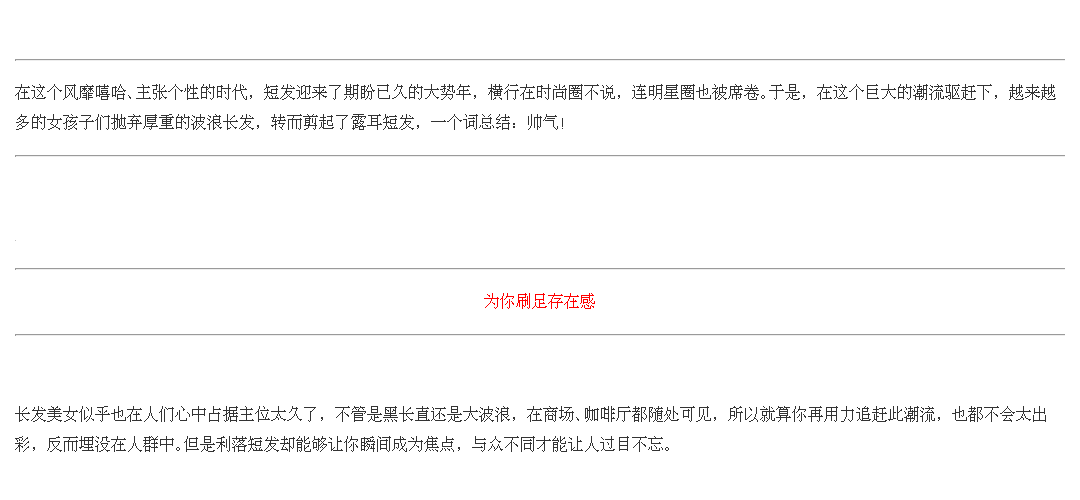 在这个风靡嘻哈、主张个性的时代，短发迎来了期盼已久的大势年，横行在时尚圈不说，连明星圈也被席卷。于是，在这个巨大的潮流驱赶下，越来越
多的女孩子们抛弃厚重的波浪长发，转而剪起了露耳短发，一个词总结：帅气！
为你刷足存在感
长发美女似乎也在人们心中占据主位太久了，不管是黑长直还是大波浪，在商场、咖啡厅都随处可见，所以就算你再用力追赶此潮流，也都不会太出
彩，反而埋没在人群中。但是利落短发却能够让你瞬间成为焦点，与众不同才能让人过目不忘。